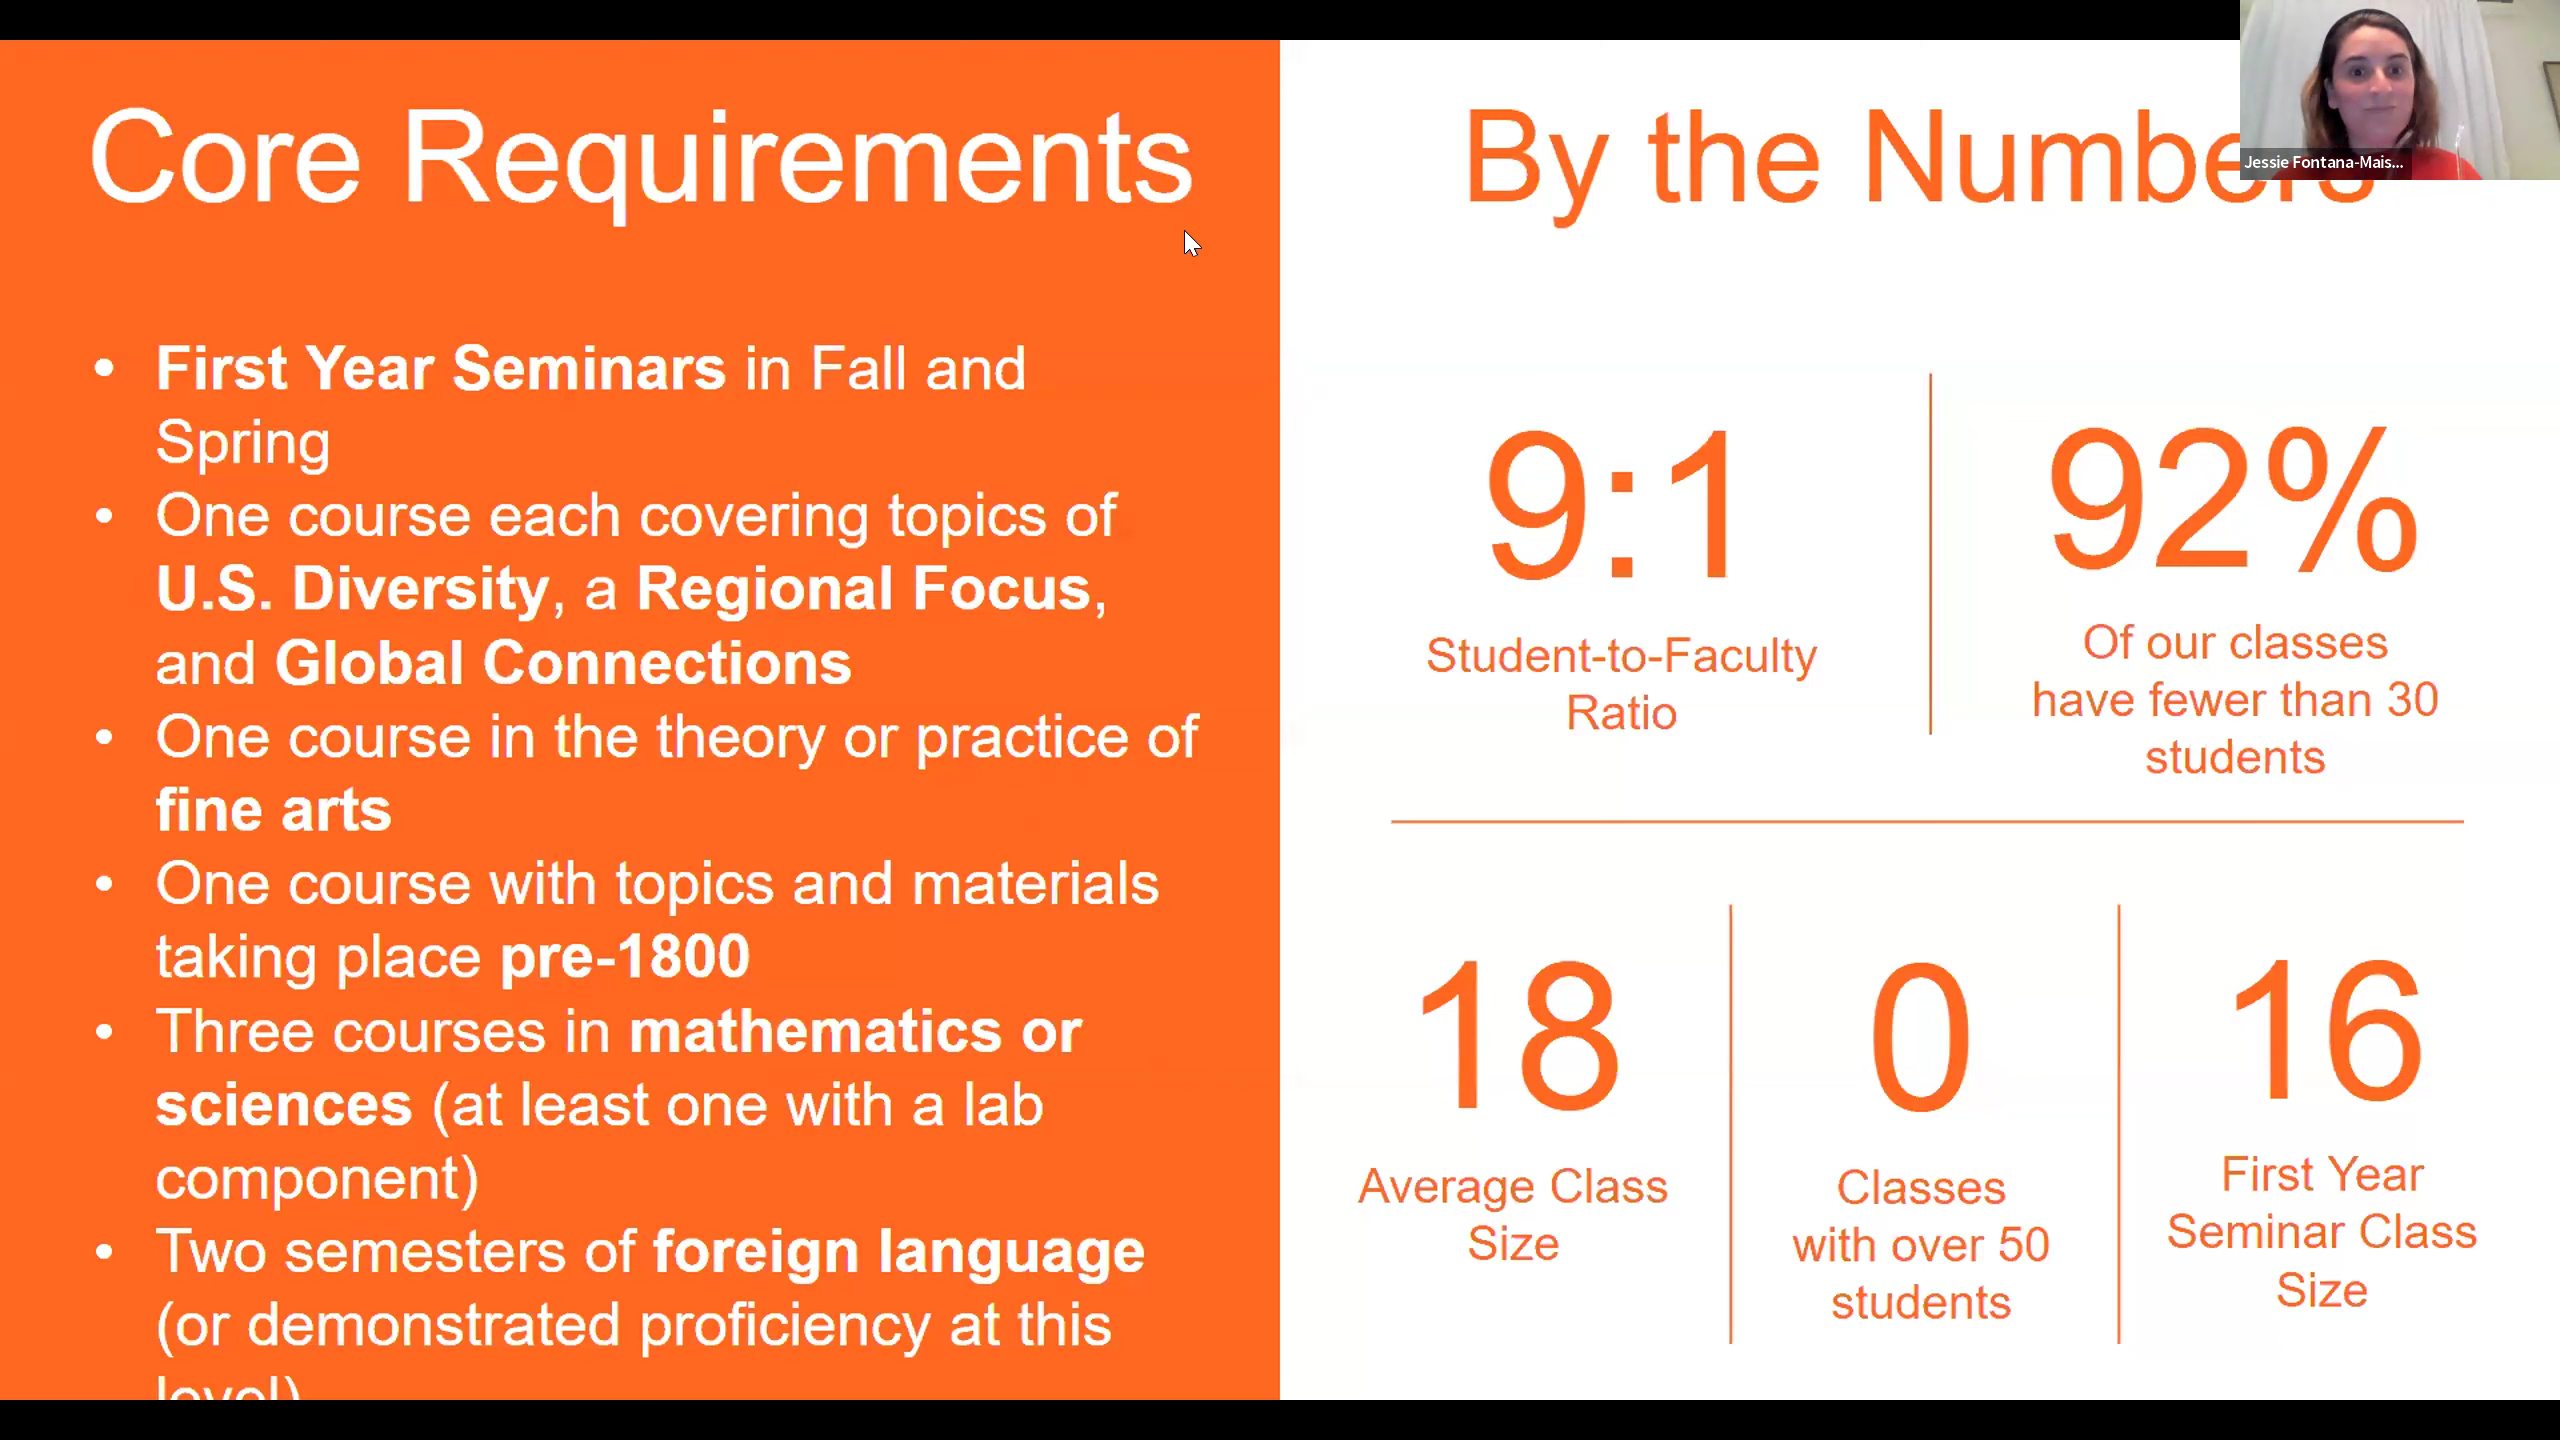 Core Requirements
• First Year Seminars in Fall and
Spring
• One course each covering topics of
U.S. Diversity, a Regional Focus,
and Global Connections
• One course in the theory or practice of
fine arts
• One course with topics and materials
taking place pre-1800
• Three courses in mathematics or
sciences (at least one with a lab
component)
• Two semesters of foreign language
(or demonstrated proficiency at this
level)
By the Numbers
Jessie Fontana-Mais...
9:1
Student-to-Faculty
Ratio
92%
Of our classes
have fewer than 30
students
18
Average Class
Size
0
Classes
with over 50
students
16
First Year
Seminar Class
Size